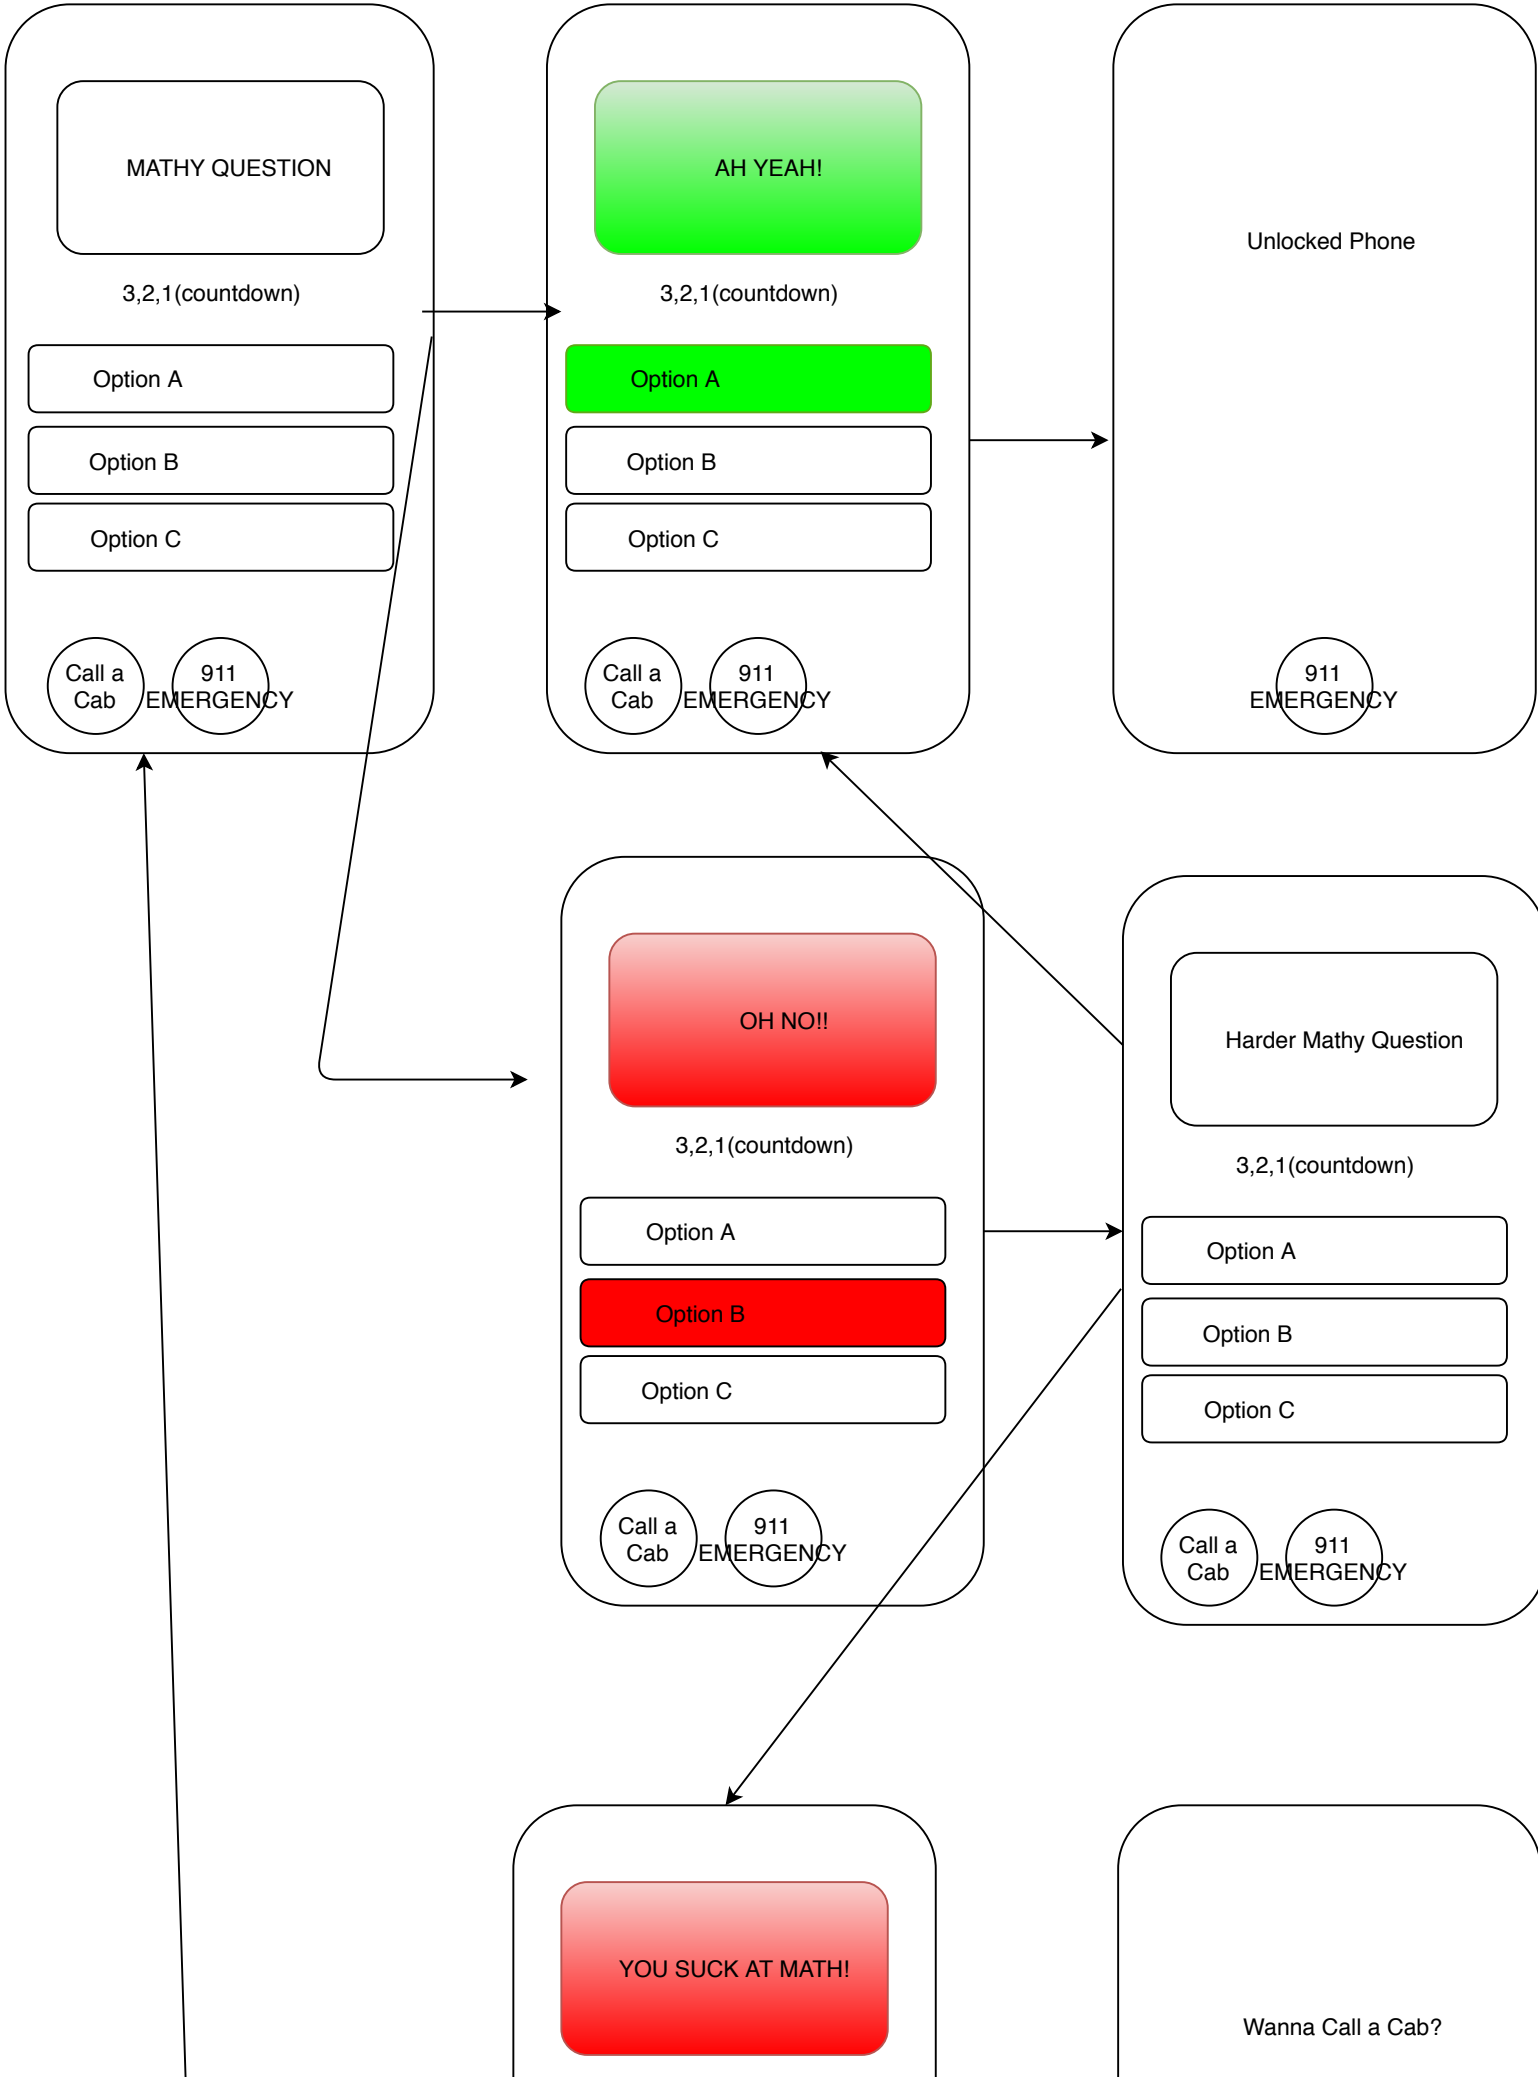 MATHY QUESTION
3,2,1(countdown)
Option A
Option B
Option C
Call a
Cab
911
EMERGENCY
AH YEAH!
3,2,1(countdown)
Option A
Option B
Option C
Call a
Cab
911
EMERGENCY
Unlocked Phone
911
EMERGENCY
OH NO!!
3,2,1(countdown)
Option A
Option B
Option C
Call a
Cab
911
EMERGENCY
Harder Mathy Question
3,2,1(countdown)
Option A
Option B
Option C
Call a
Cab
911
EMERGENCY
YOU SUCK AT MATH!
Wanna Call a Cab?